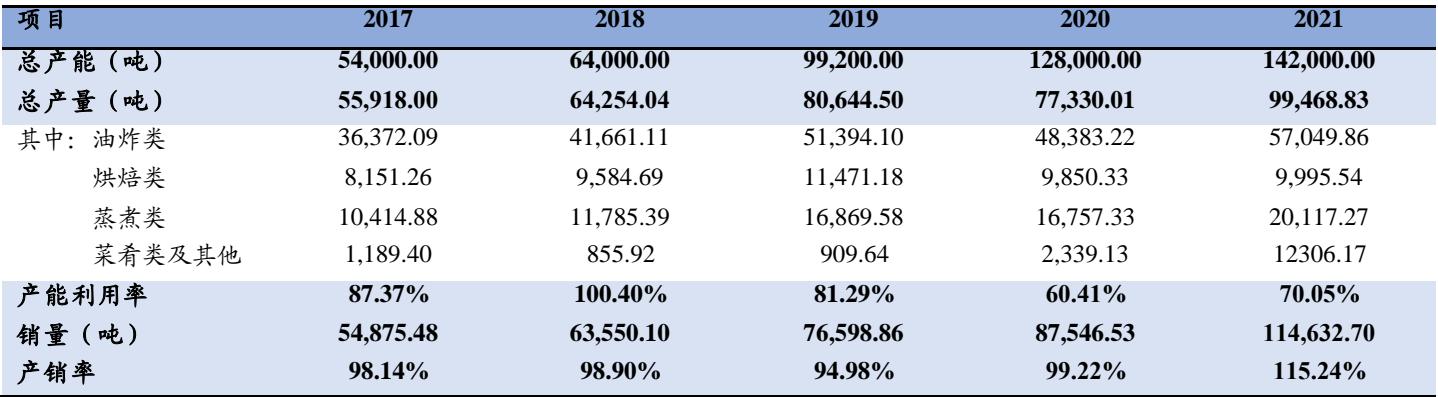 项目 2017 2018 2019 2020 2021
总产能（吨） 54,000.00 64,000.00 99,200.00 128,000.00 142,000.00
总产量（吨） 55,918.00 64,254.04 80,644.50 77,330.01 99,468.83
其中：油炸类 36,372.09 41,661.11 51,394.10 48,383.22 57,049.86
烘焙类 8,151.26 9,584.69 11,471.18 9,850.33 9,995.54
蒸煮类 10,414.88 11,785.39 16,869.58 16,757.33 20,117.27
菜肴类及其他 1,189.40 855.92 909.64 2,339.13 12306.17
产能利用率 87.37% 100.40% 81.29% 60.41% 70.05%
销量（吨） 54,875.48 63,550.10 76,598.86 87,546.53 114,632.70
产销率 98.14% 98.90% 94.98% 99.22% 115.24%